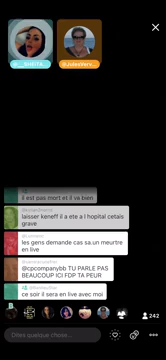 il est pas mort et il va bien
laisser keneff il a ete a l hopital cetais
grave
les gens demande cas sa.un meurtre
en live
@cpcompanybb TU PARLE PAS
BEAUCOUP ICI FDP TA PEUR
ce soir il sera en live avec moi
242
Dites quelque chose...